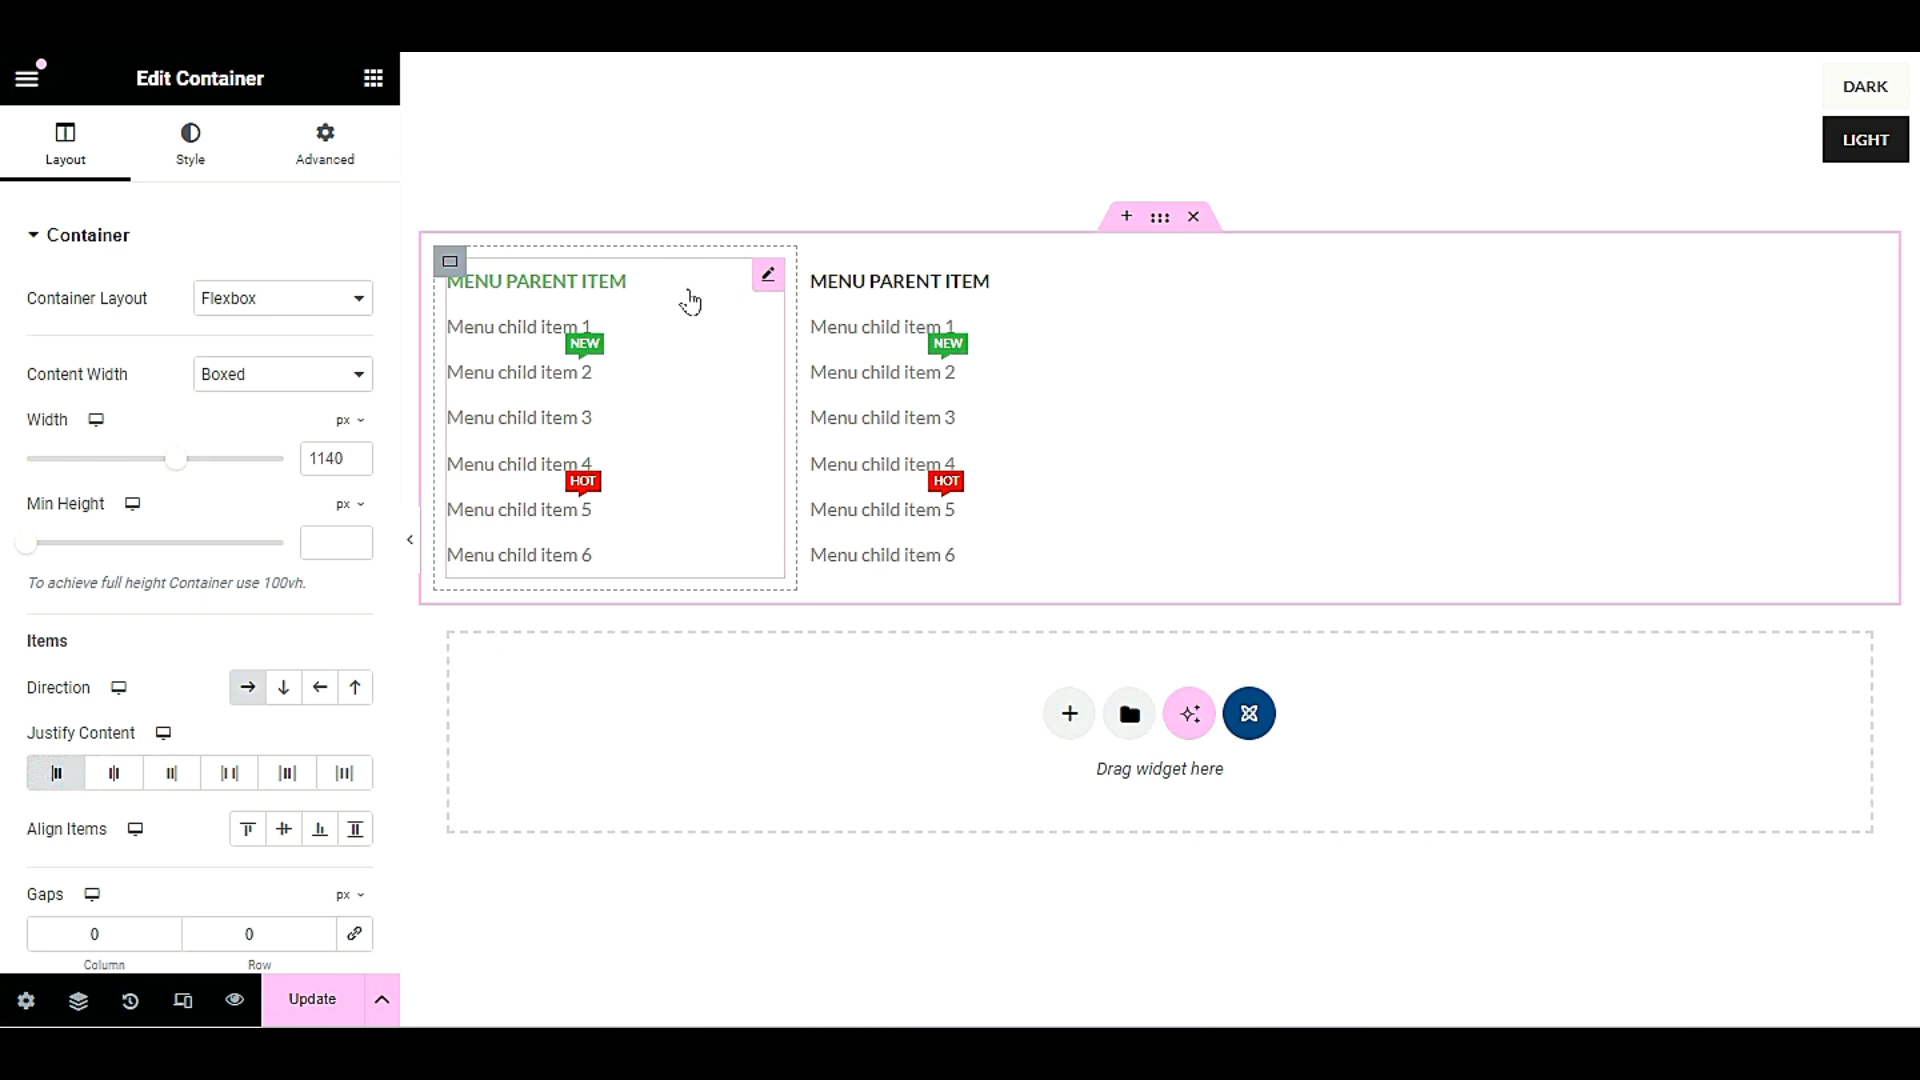 Edit Container
Layout
Style
Advanced
Container
Container Layout
Flexbox
Content Width
Boxed
Width
px
1140
Min Height
px
To achieve full height Container use 100vh.
Items
Direction
Justify Content
Align Items
Gaps
px
0
0
Column
Row
Update
DARK
LIGHT
MENU PARENT ITEM
Menu child item 1
NEW
Menu child item 2
Menu child item 3
Menu child item 4
HOT
Menu child item 5
Menu child item 6
MENU PARENT ITEM
Menu child item 1
NEW
Menu child item 2
Menu child item 3
Menu child item 4
HOT
Menu child item 5
Menu child item 6
Drag widget here